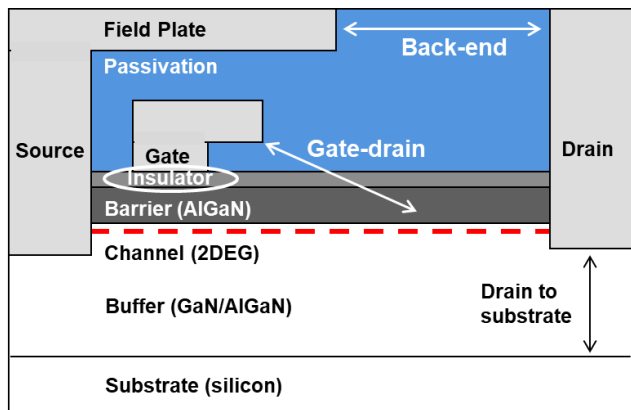 Field Plate
Back-end
Passivation
Source
Gate
Gate-drain
Drain
Insulator
Barrier (AlGaN)
Channel (2DEG)
Buffer (GaN/AlGaN)
Drain to
substrate
Substrate (silicon)